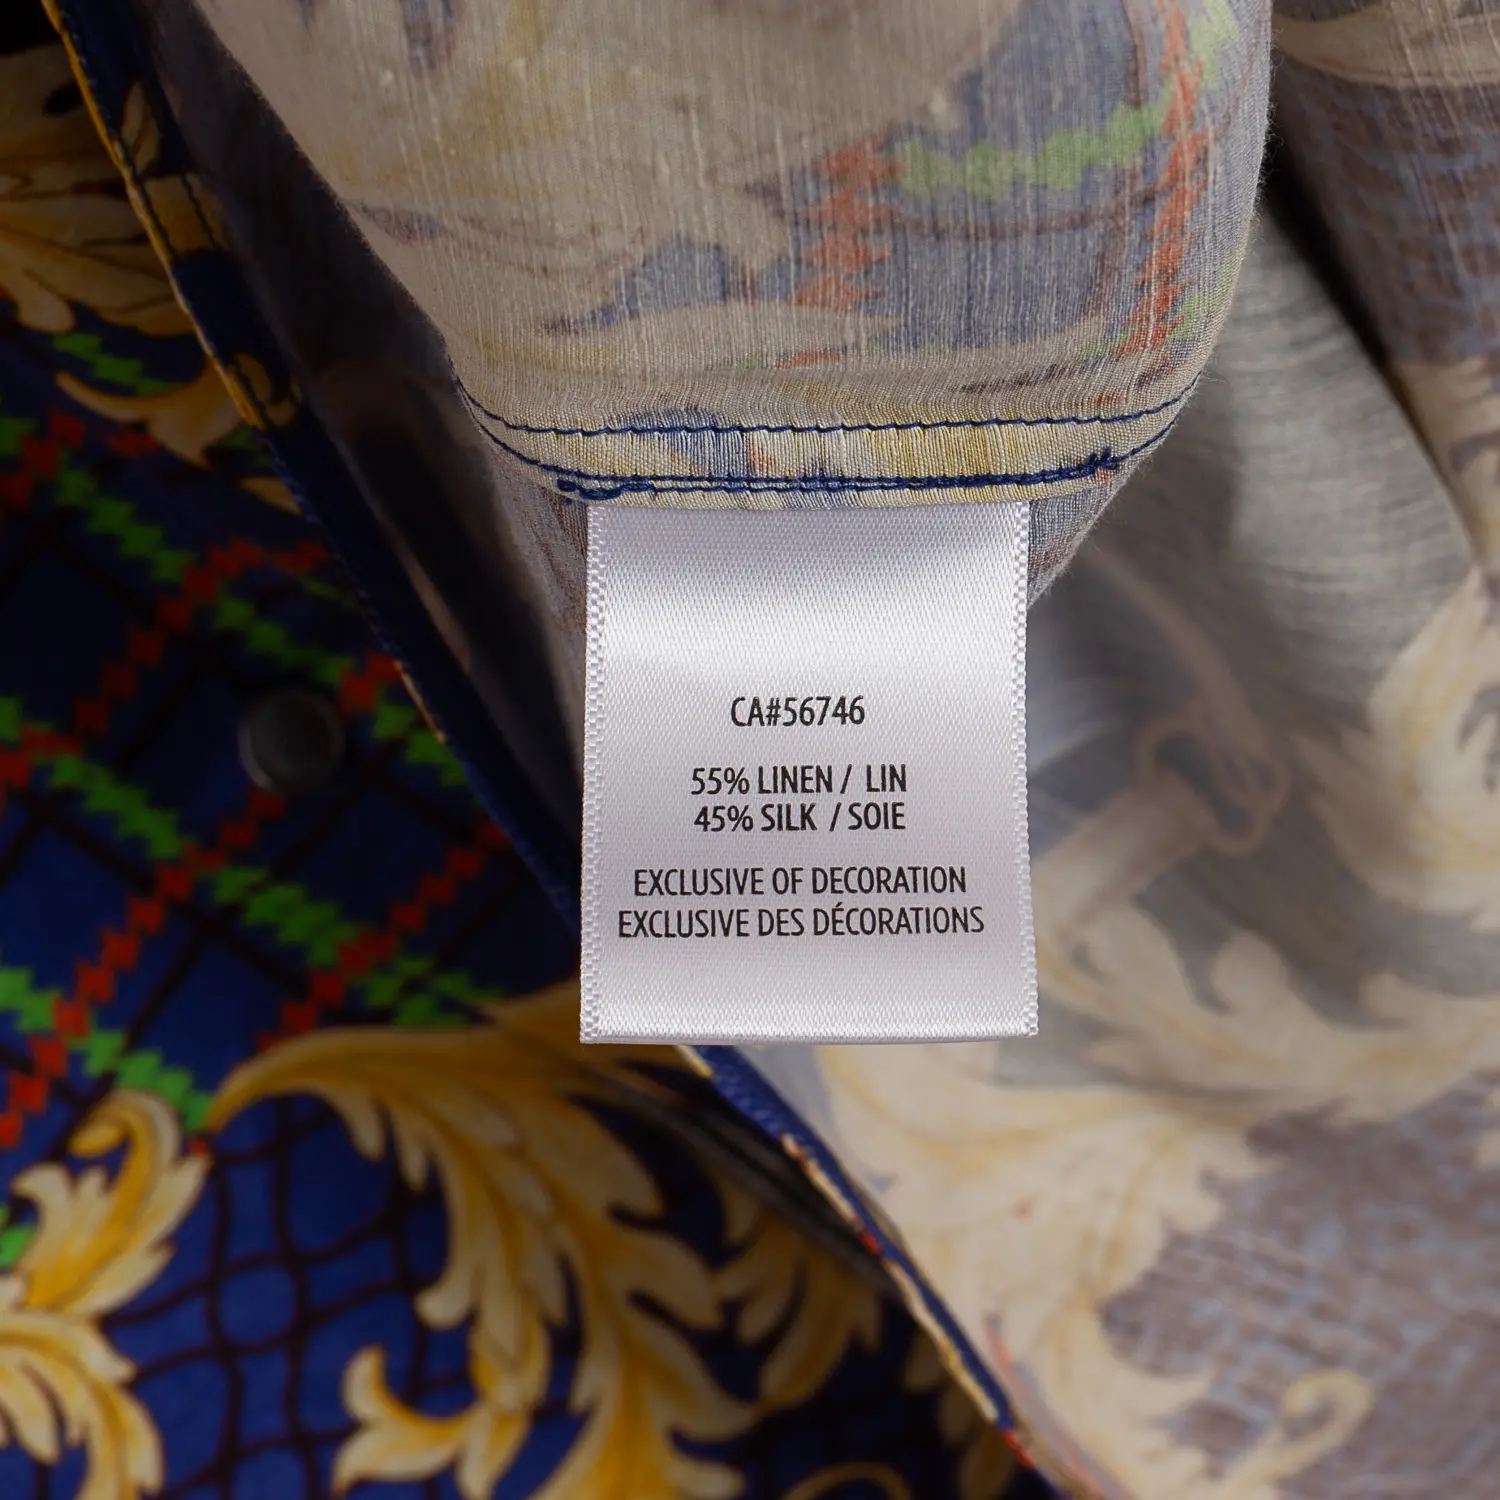 CA#56746
55% LINEN / LIN
45% SILK / SOIE
EXCLUSIVE OF DECORATION
EXCLUSIVE DES DÉCORATIONS